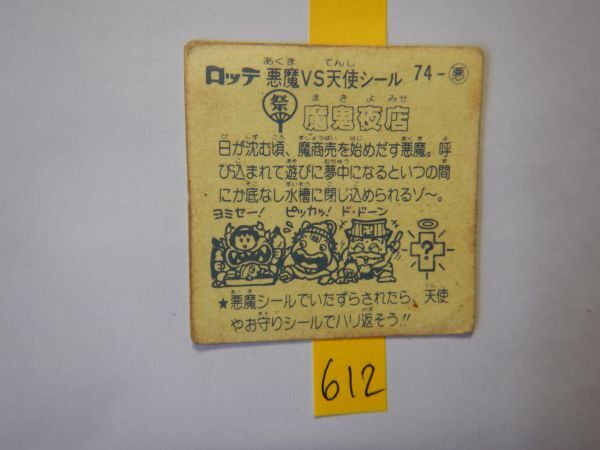 ロッテ 悪魔VS天使シール 74-悪
祭 魔鬼夜店
日が沈む頃、魔商売を始めだす悪魔。呼
び込まれて遊びに夢中になるといつの間
にか底なし水槽に閉じ込められるゾ〜。
ヨミセー! ピッカッ! ド・ドーン
?
★悪魔シールでいたずらされたら、天使
やお守りシールでハリ返そう!!
612